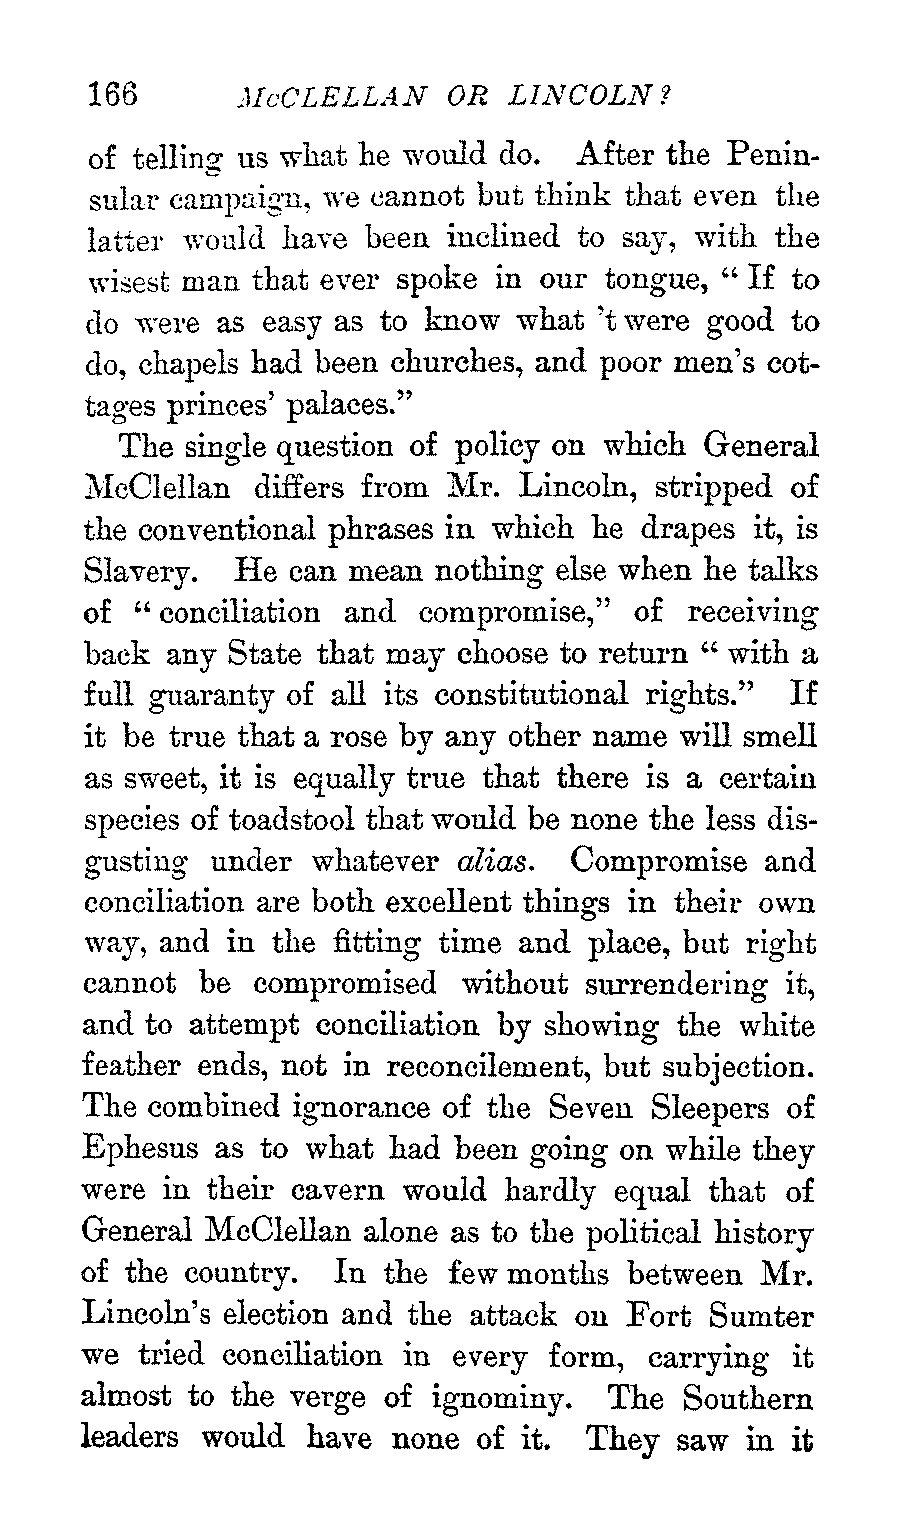 166 McCLELLAN OR LINCOLN?
of telling us what he would do. After the Penin-
sular campaign, we cannot but think that even the
latter would have been inclined to say, with the
wisest man that ever spoke in our tongue, “ If to
do were as easy as to know what ’t were good to
do, chapels had been churches, and poor men’s cot-
tages princes’ palaces.”
The single question of policy on which General
McClellan differs from Mr. Lincoln, stripped of
the conventional phrases in which he drapes it, is
Slavery. He can mean nothing else when he talks
of “ conciliation and compromise,” of receiving
back any State that may choose to return “ with a
full guaranty of all its constitutional rights.” If
it be true that a rose by any other name will smell
as sweet, it is equally true that there is a certain
species of toadstool that would be none the less dis-
gusting under whatever alias. Compromise and
conciliation are both excellent things in their own
way, and in the fitting time and place, but right
cannot be compromised without surrendering it,
and to attempt conciliation by showing the white
feather ends, not in reconcilement, but subjection.
The combined ignorance of the Seven Sleepers of
Ephesus as to what had been going on while they
were in their cavern would hardly equal that of
General McClellan alone as to the political history
of the country. In the few months between Mr.
Lincoln’s election and the attack on Fort Sumter
we tried conciliation in every form, carrying it
almost to the verge of ignominy. The Southern
leaders would have none of it. They saw in it